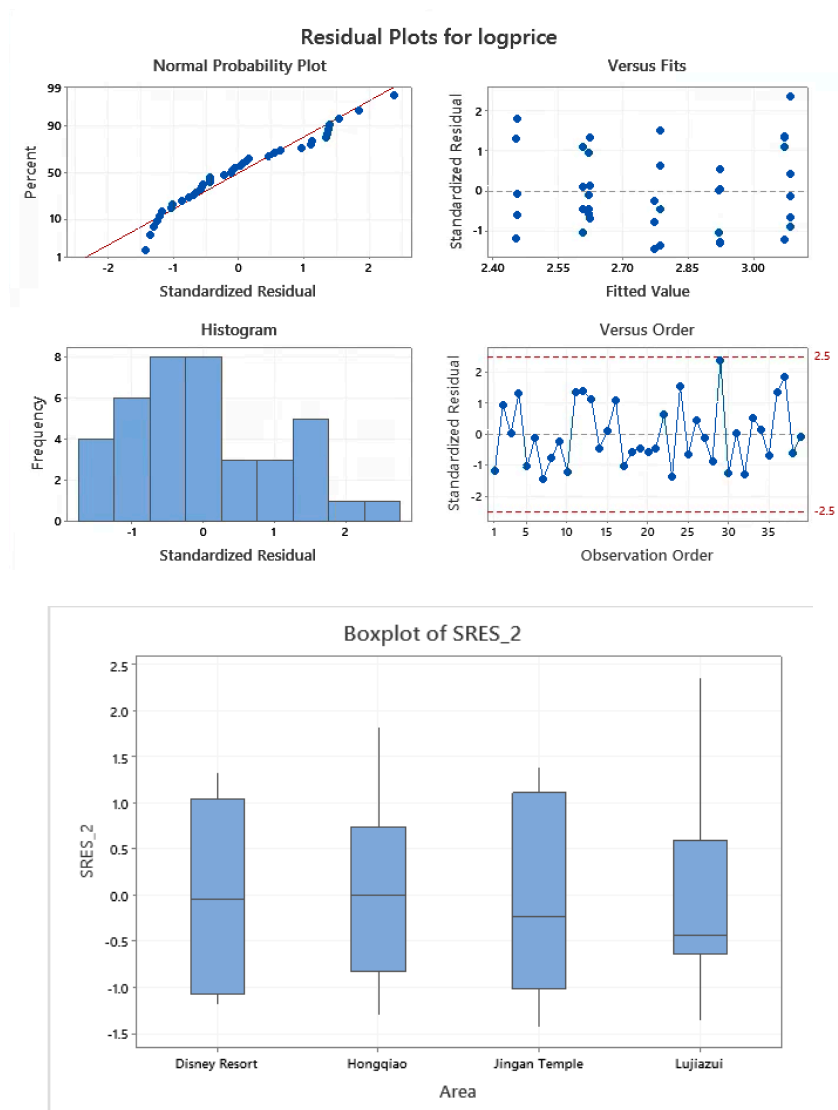 Residual Plots for logprice
Normal Probability Plot
Versus Fits
99
90
50
10
1
Percent
-2 -1 0 1 2
Standardized Residual
2
1
0
-1
Standardized Residual
2.40 2.55 2.70 2.85 3.00
Fitted Value
Histogram
Versus Order
8
6
4
2
0
Frequency
-1 0 1 2
Standardized Residual
2
1
0
-1
-2
Standardized Residual
2.5
-2.5
1 5 10 15 20 25 30 35
Observation Order
Boxplot of SRES_2
2.5
2.0
1.5
1.0
0.5
0.0
-0.5
-1.0
-1.5
SRES_2
Disney Resort Hongqiao Jingan Temple Lujiazui
Area